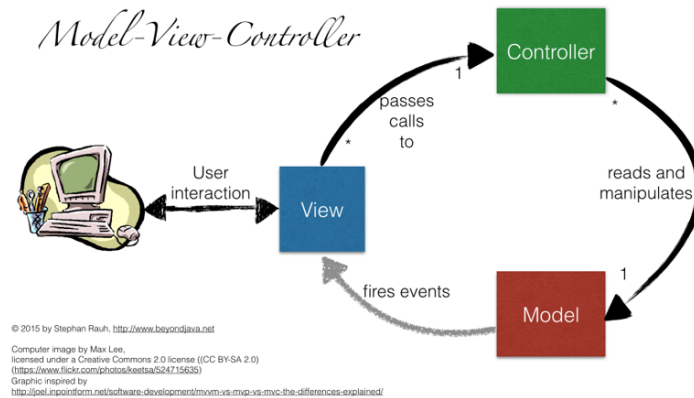 Model-View-Controller
Controller
1
passes
calls
to
*
*
User
interaction
View
reads and
manipulates
1
fires events
Model
© 2015 by Stephan Rauh, http://www.beyondjava.net
Computer image by Max Lee,
licensed under a Creative Commons 2.0 license ((CC BY-SA 2.0)
(https://www.flickr.com/photos/keetsa/524715635)
Graphic inspired by
http://joel.inpointform.net/software-development/mvvm-vs-mvp-vs-mvc-the-differences-explained/